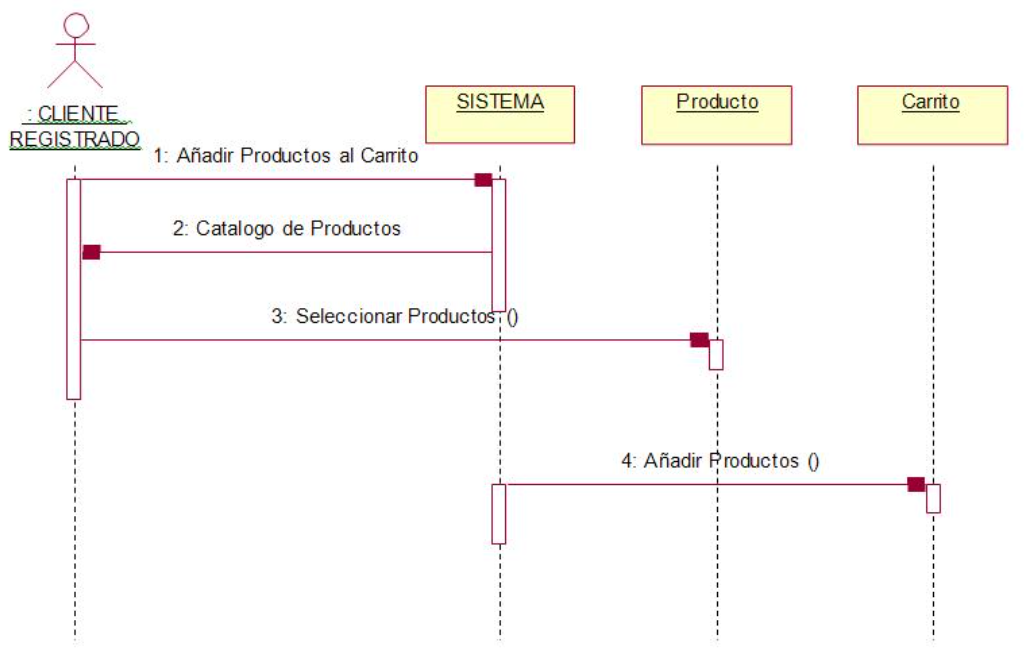 : CLIENTE
REGISTRADO
SISTEMA
Producto
Carrito
1: Añadir Productos al Carrito
2: Catalogo de Productos
3: Seleccionar Productos ()
4: Añadir Productos ()